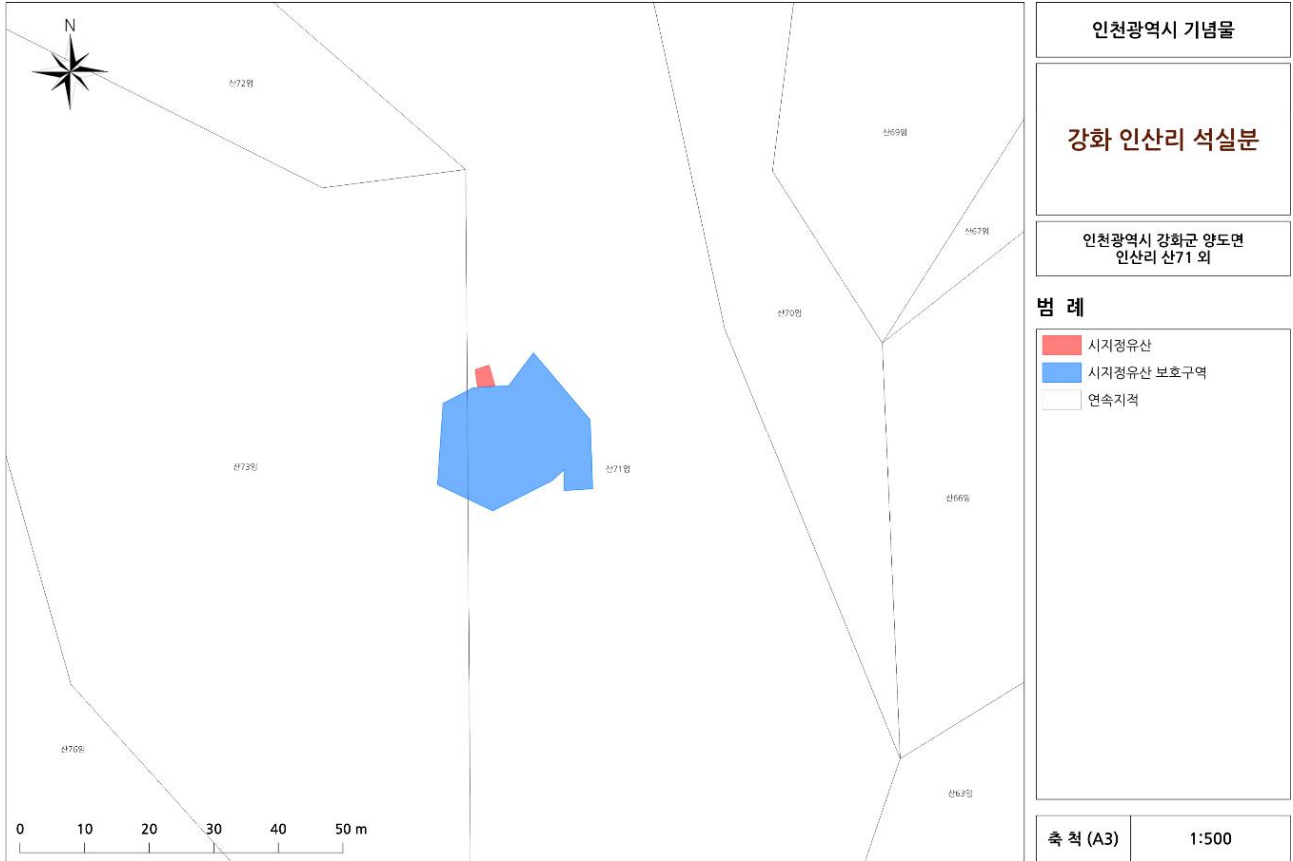 N
산72임
산69임
산67임
산70임
산73임
산71임
산66임
산76임
산63임
0 10 20 30 40 50 m
인천광역시 기념물
강화 인산리 석실분
인천광역시 강화군 양도면
인산리 산71 외
범 례
시지정유산
시지정유산 보호구역
연속지적
축 척 (A3) 1:500